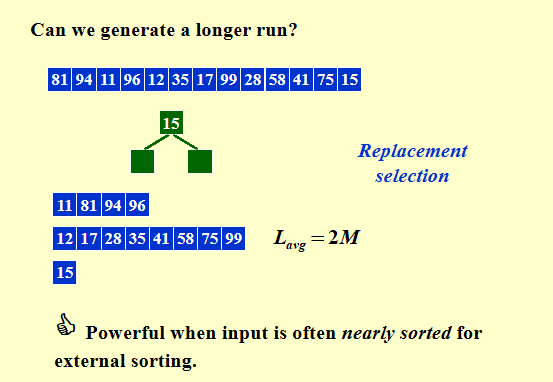 Can we generate a longer run?
81 94 11 96 12 35 17 99 28 58 41 75 15
15
Replacement
selection
11 81 94 96
12 17 28 35 41 58 75 99
Lavg = 2M
15
Powerful when input is often nearly sorted for
external sorting.